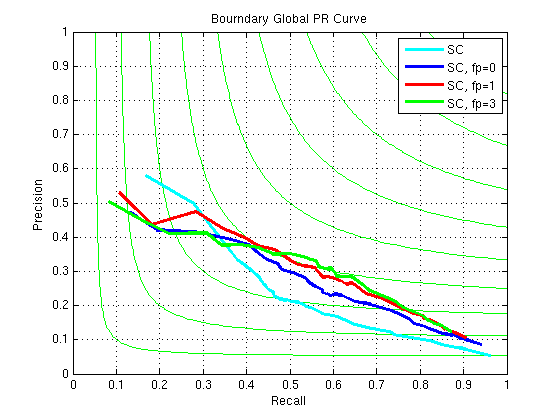 Bourndary Global PR Curve
1
0.9
0.8
0.7
0.6
0.5
0.4
0.3
0.2
0.1
0
Precision
SC
SC, fp=0
SC, fp=1
SC, fp=3
0 0.1 0.2 0.3 0.4 0.5 0.6 0.7 0.8 0.9 1
Recall